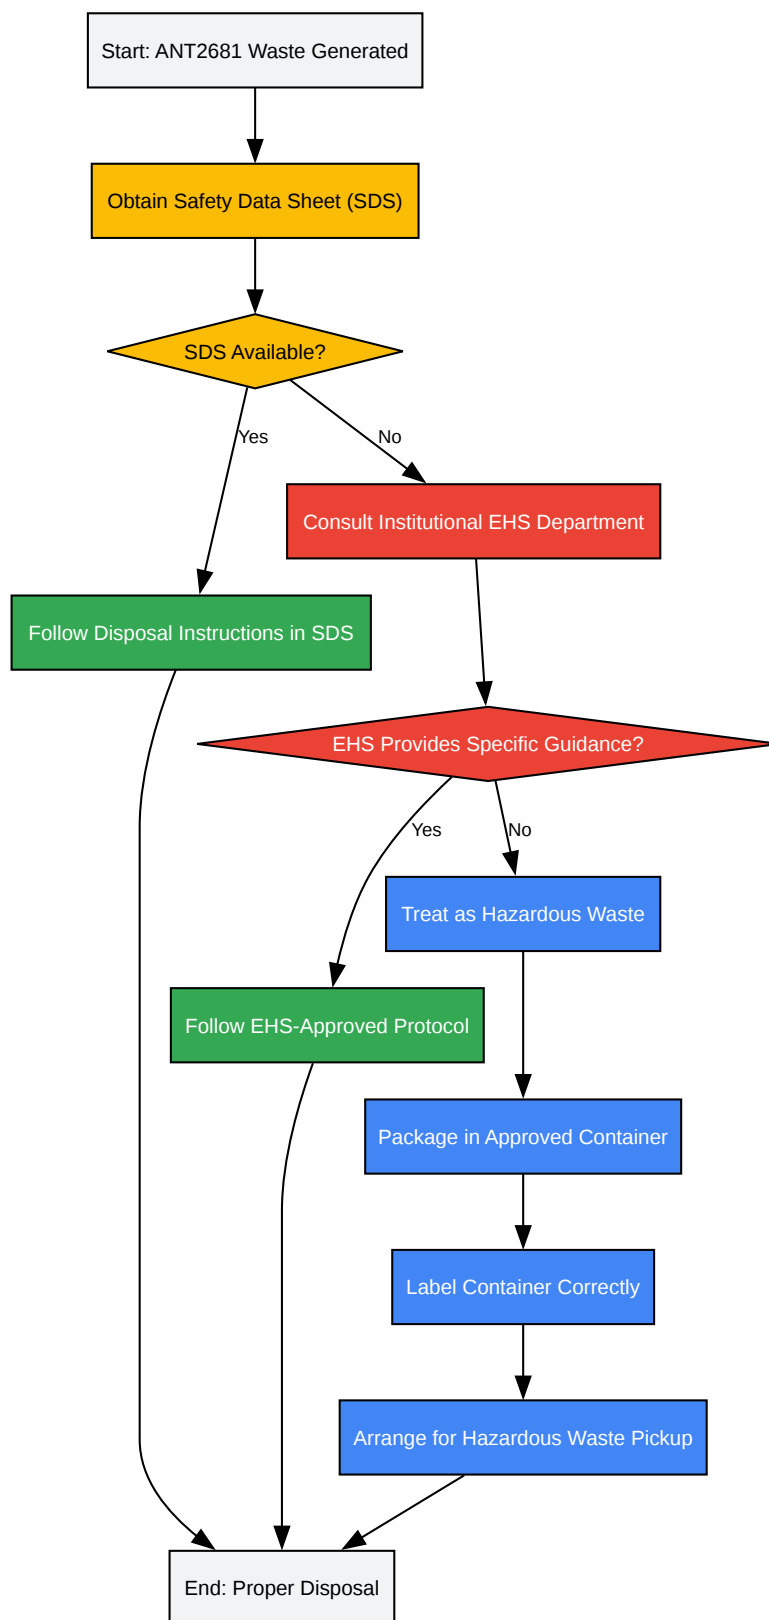 Start: ANT2681 Waste Generated
Obtain Safety Data Sheet (SDS)
SDS Available?
Yes
No
Consult Institutional EHS Department
Follow Disposal Instructions in SDS
EHS Provides Specific Guidance?
Yes
No
Treat as Hazardous Waste
Follow EHS-Approved Protocol
Package in Approved Container
Label Container Correctly
Arrange for Hazardous Waste Pickup
End: Proper Disposal